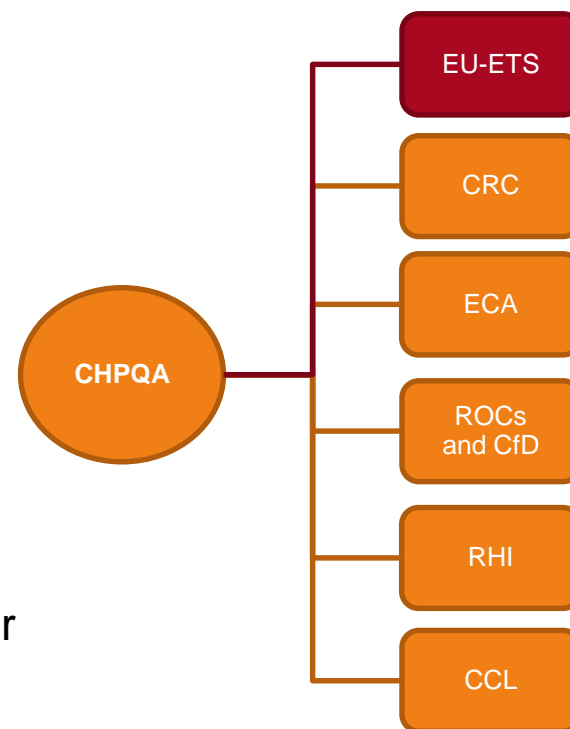 EU-ETS
CRC
ECA
CHPQA
ROCs
and CfD
RHI
r
CCL